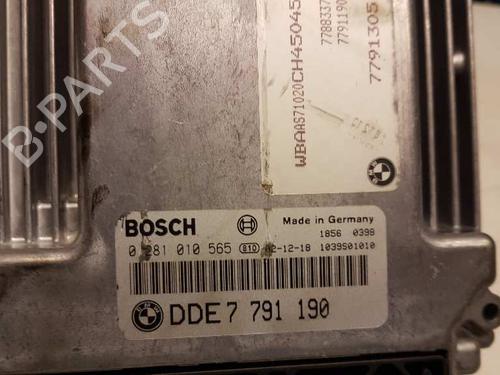 WBAAS71020CH45045
7788337
7791190
7791305
BOSCH
Made in Germany
1856 0398
0 281 010 565
02-12-18
1039S01010
DDE 7 791 190